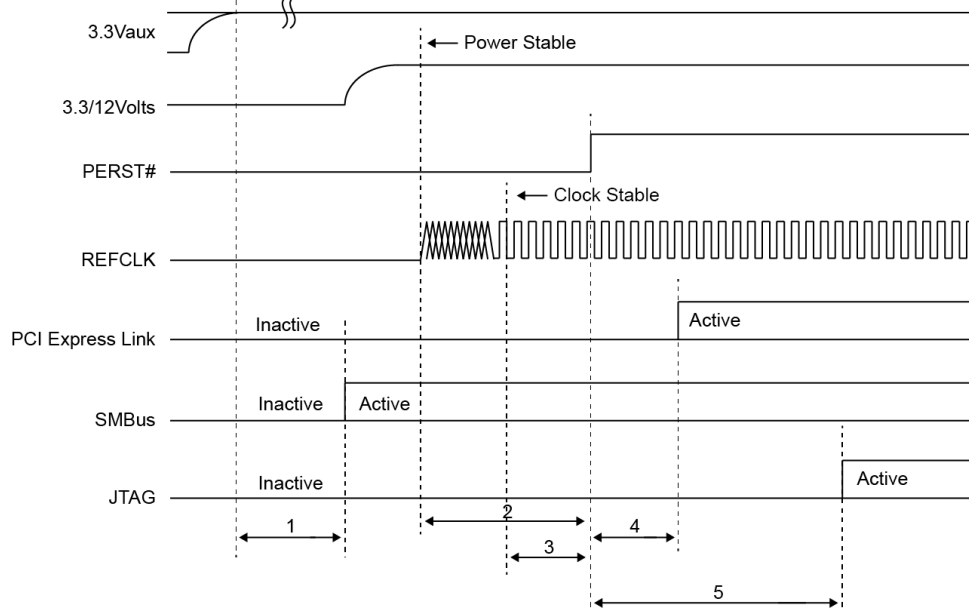 3.3Vaux
Power Stable
3.3/12Volts
PERST#
Clock Stable
REFCLK
Inactive
Active
PCI Express Link
Inactive Active
SMBus
Inactive
Active
JTAG
1
2
4
3
5